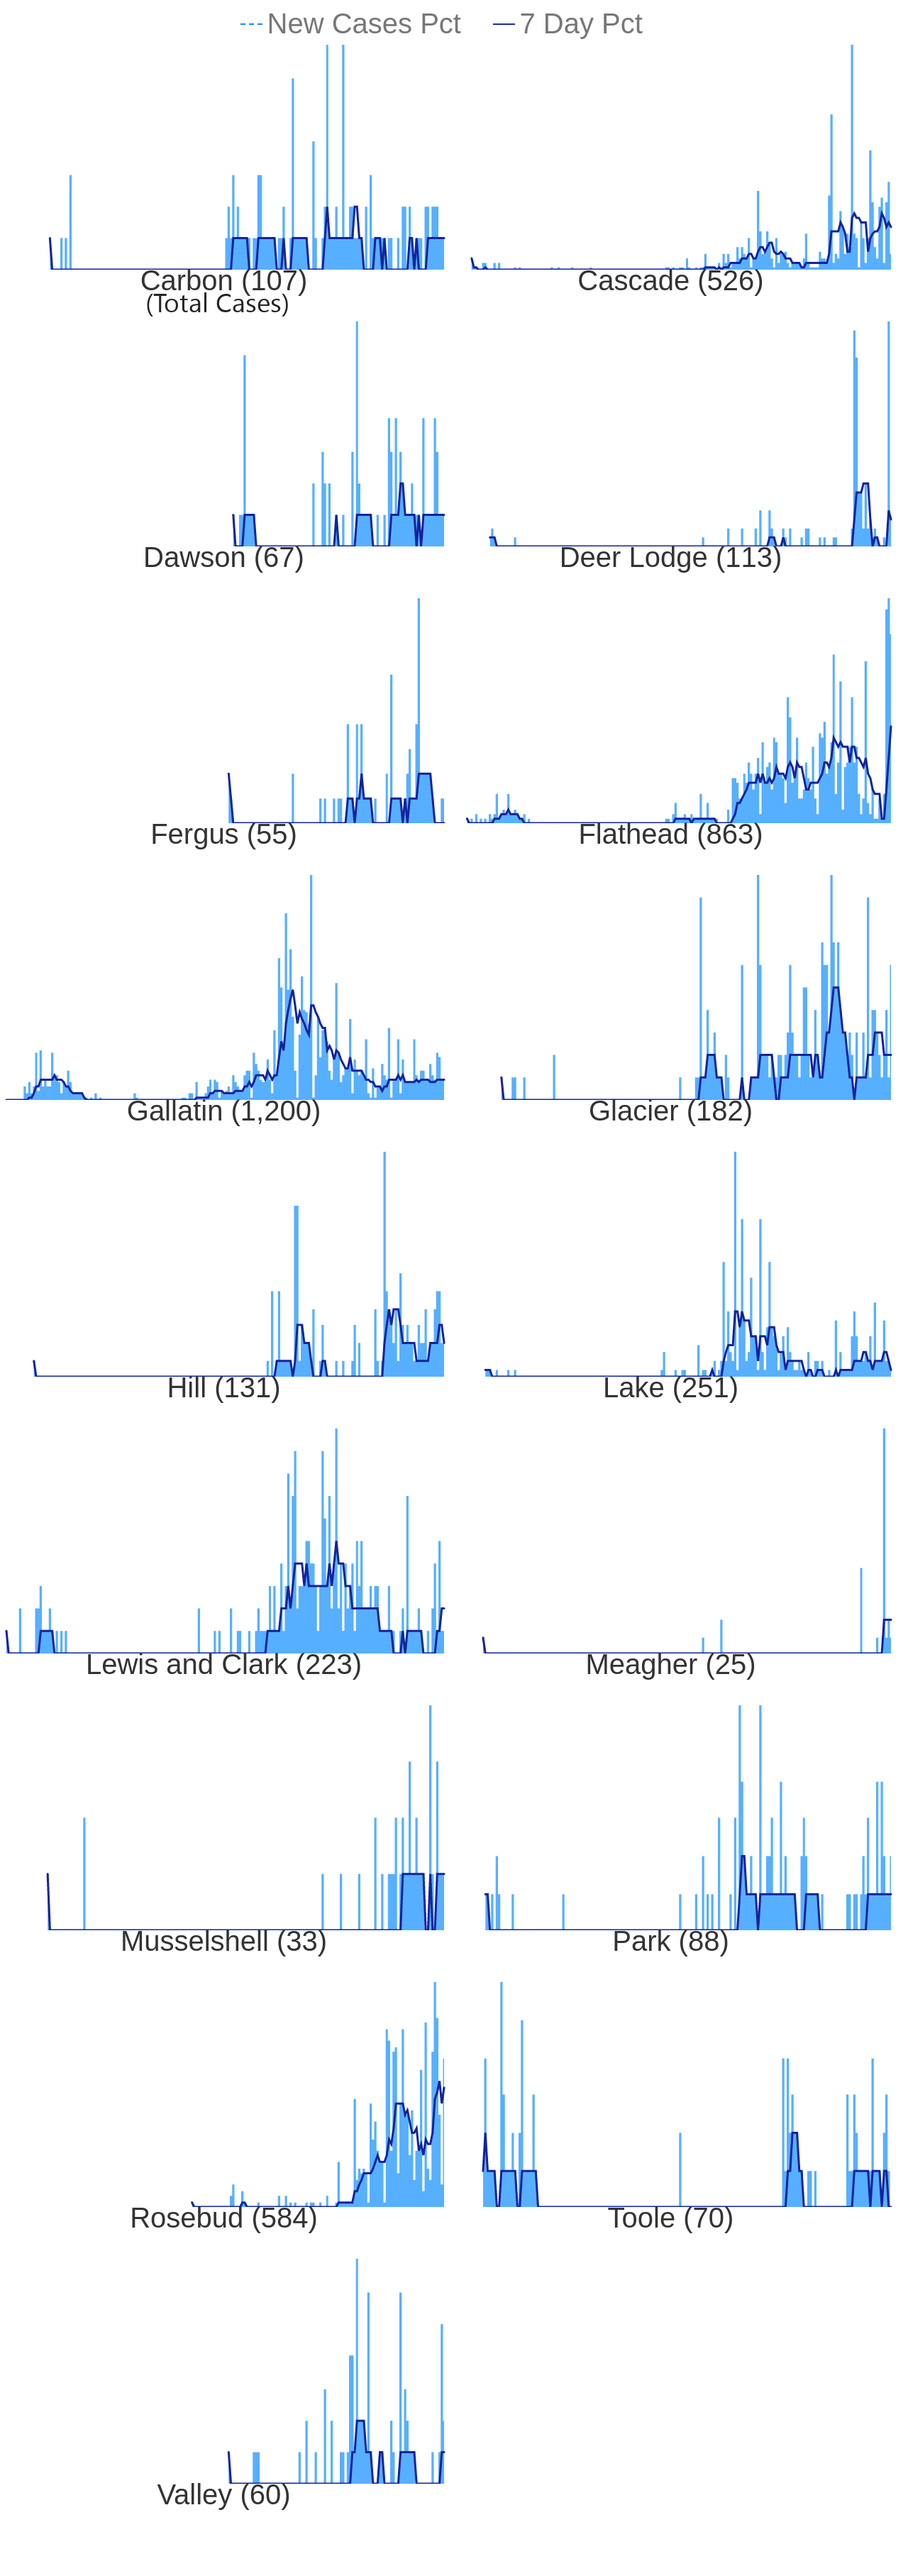 New Cases Pct 7 Day Pct
Carbon (107) Cascade (526)
(Total Cases)
Dawson (67) Deer Lodge (113)
Fergus (55) Flathead (863)
Gallatin (1,200) Glacier (182)
Hill (131) Lake (251)
Lewis and Clark (223) Meagher (25)
Musselshell (33) Park (88)
Rosebud (584) Toole (70)
Valley (60)